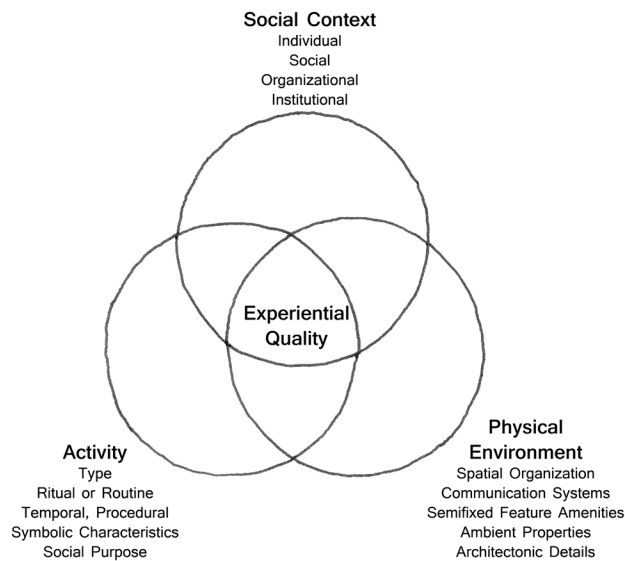 Social Context
Individual
Social
Organizational
Institutional
Experiential
Quality
Activity
Type
Ritual or Routine
Temporal, Procedural
Symbolic Characteristics
Social Purpose
Physical
Environment
Spatial Organization
Communication Systems
Semifixed Feature Amenities
Ambient Properties
Architectonic Details